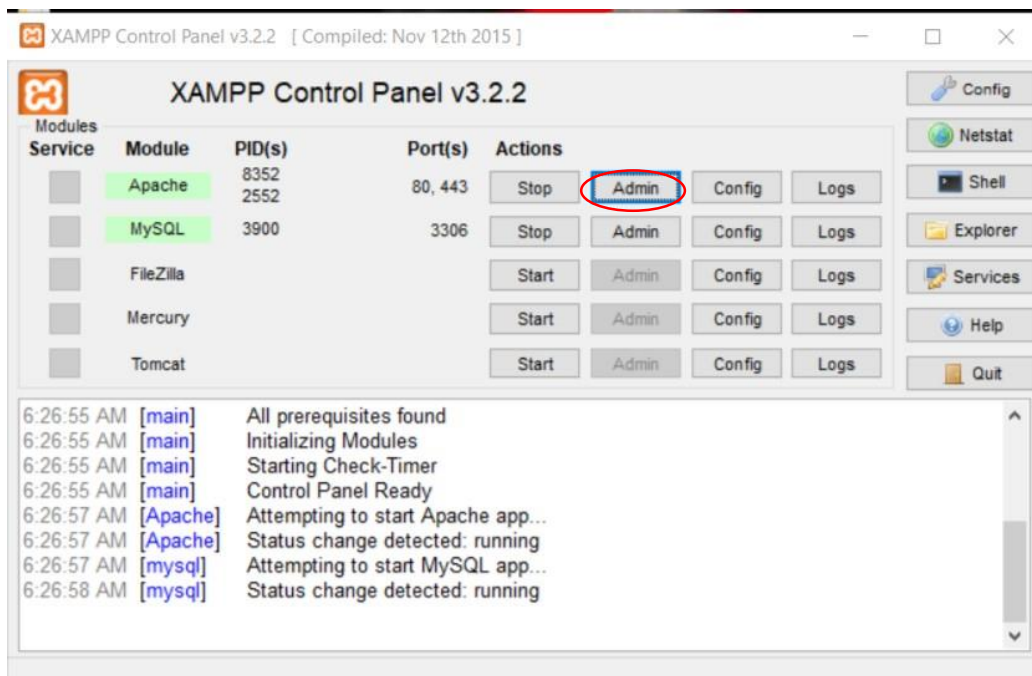 XAMPP Control Panel v3.2.2 [ Compiled: Nov 12th 2015 ]
XAMPP Control Panel v3.2.2
Config
Modules
Netstat
Service Module PID(s) Port(s) Actions
Apache 8352 2552 80, 443 Stop Admin Config Logs
Shell
MySQL 3900 3306 Stop Admin Config Logs
Explorer
FileZilla Start Admin Config Logs
Services
Mercury Start Admin Config Logs
Help
Tomcat Start Admin Config Logs
Quit
6:26:55 AM [main] All prerequisites found
6:26:55 AM [main] Initializing Modules
6:26:55 AM [main] Starting Check-Timer
6:26:55 AM [main] Control Panel Ready
6:26:57 AM [Apache] Attempting to start Apache app...
6:26:57 AM [Apache] Status change detected: running
6:26:57 AM [mysql] Attempting to start MySQL app...
6:26:58 AM [mysql] Status change detected: running